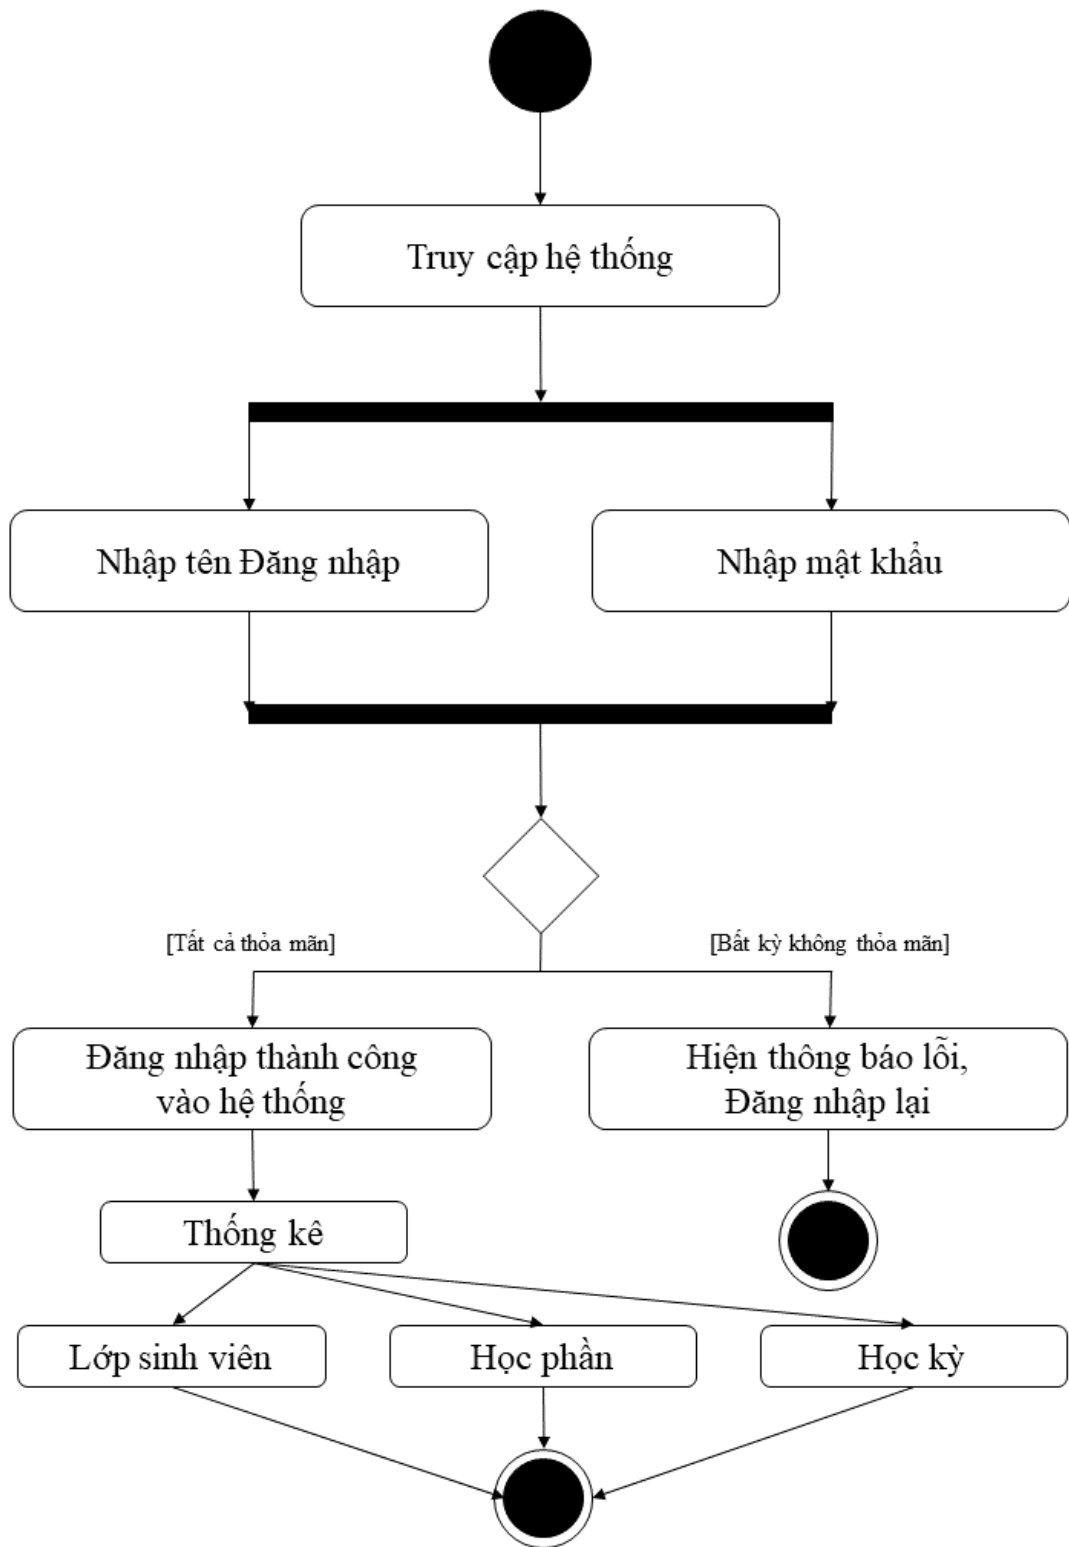 Truy cập hệ thống
Nhập tên Đăng nhập
Nhập mật khẩu
[Tất cả thỏa mãn]
[Bất kỳ không thỏa mãn]
Đăng nhập thành công
vào hệ thống
Hiện thông báo lỗi,
Đăng nhập lại
Thống kê
Lớp sinh viên
Học phần
Học kỳ